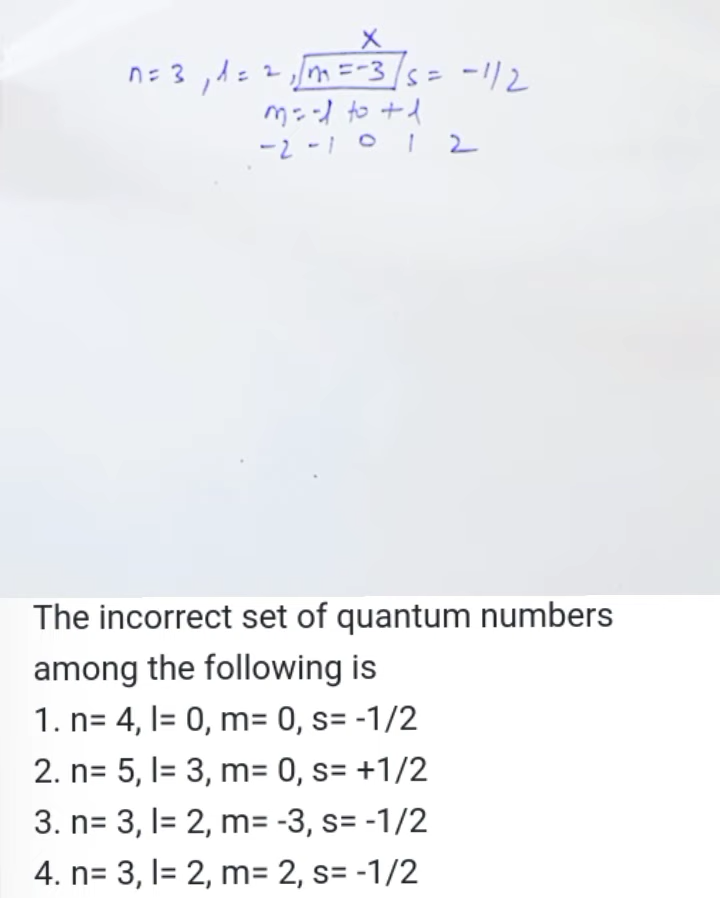 x
n=3, l=2, m=-3, s= -1/2
m=-l to +l
-2 -1 0 1 2
The incorrect set of quantum numbers
among the following is
1. n= 4, l= 0, m= 0, s= -1/2
2. n= 5, l= 3, m= 0, s= +1/2
3. n= 3, l= 2, m= -3, s= -1/2
4. n= 3, l= 2, m= 2, s= -1/2